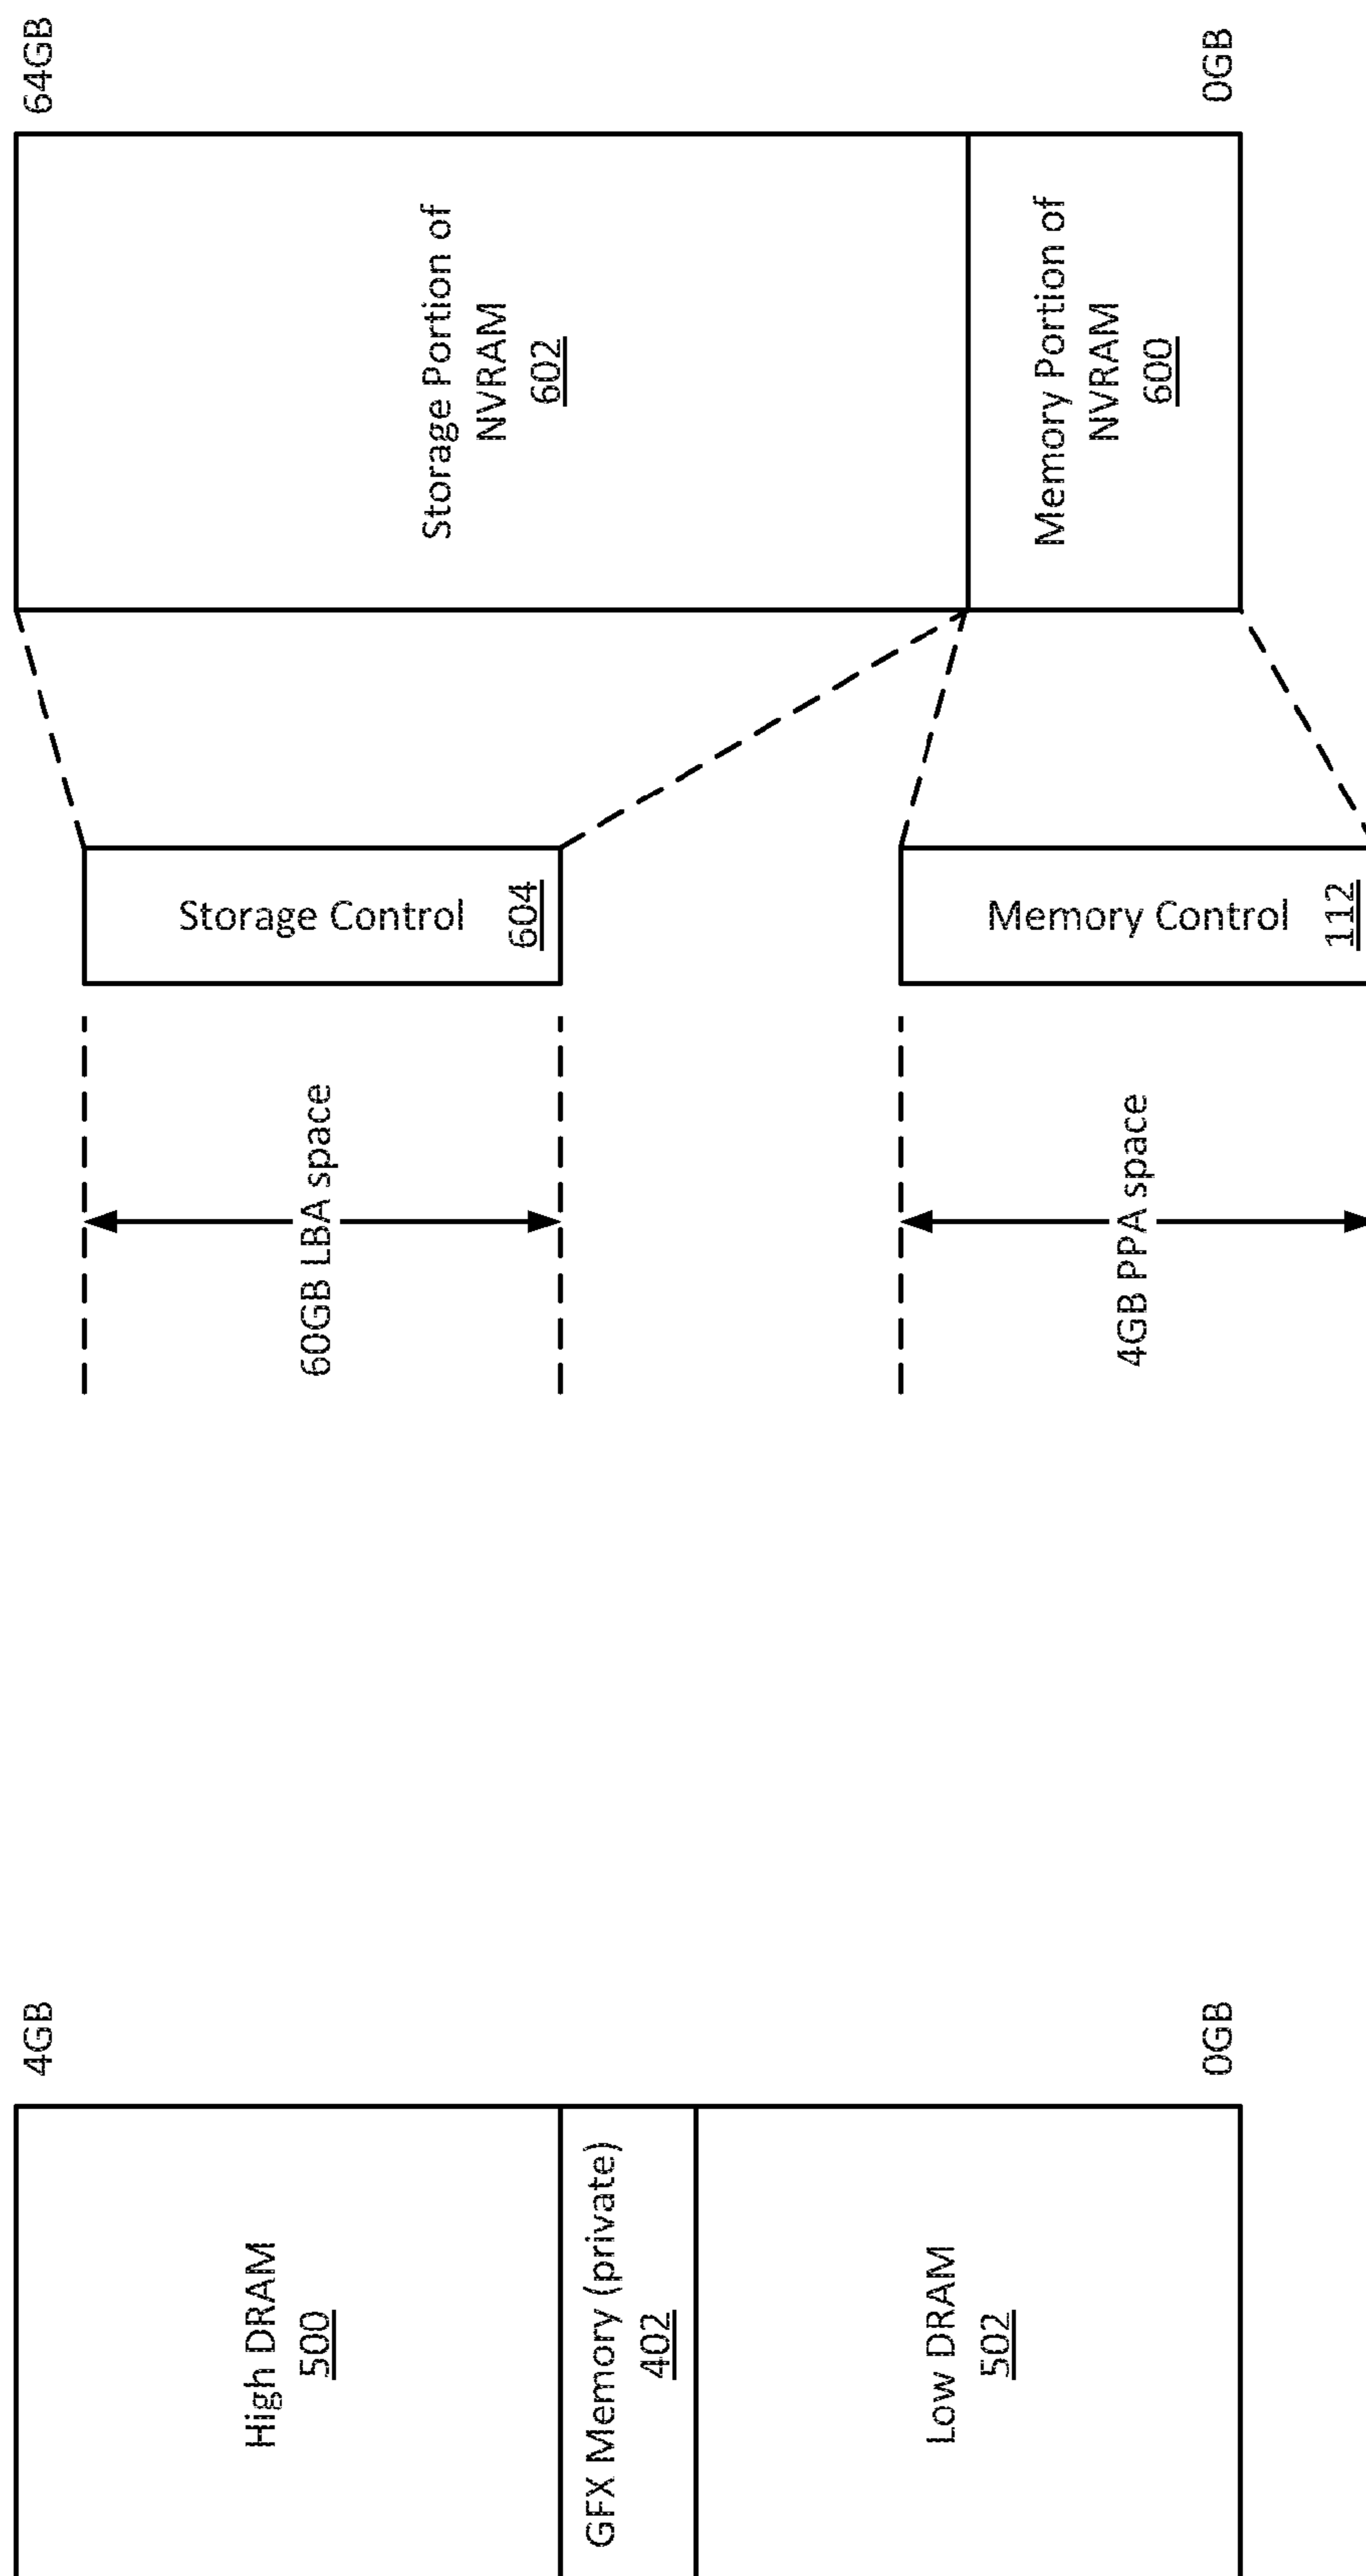 4GB
High DRAM
500
GFX Memory (private)
402
Low DRAM
502
0GB
60GB LBA space
4GB PPA space
Storage Control
604
Memory Control
112
64GB
Storage Portion of
NVRAM
602
Memory Portion of
NVRAM
600
0GB